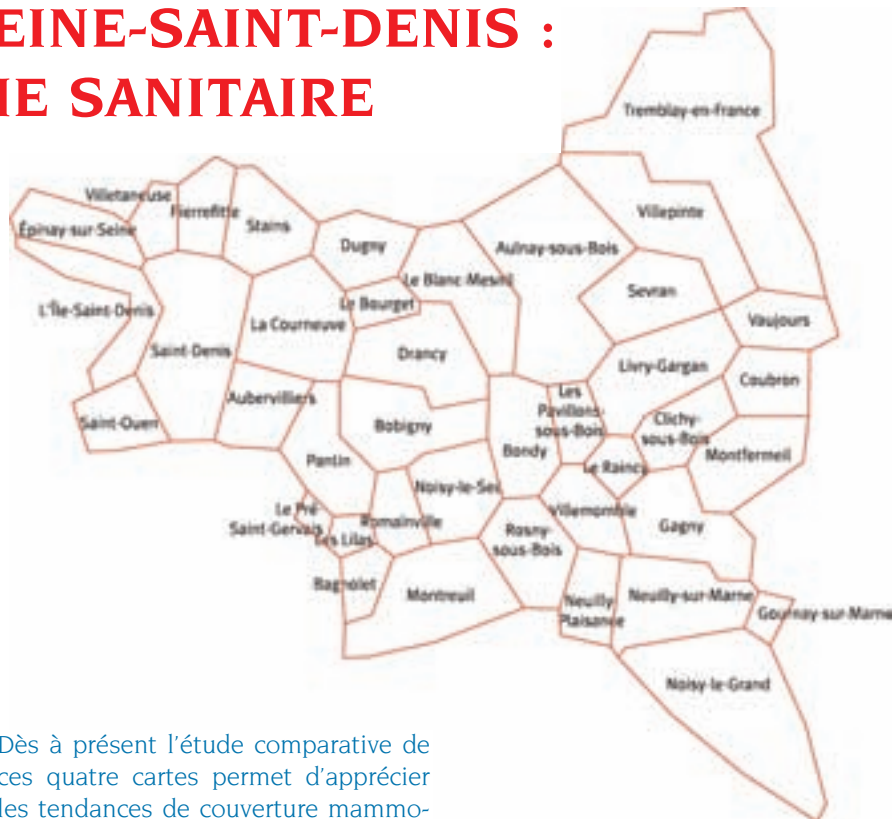 EINE-SAINT-DENIS :
IE SANITAIRE
Tremblay-en-France
Villetaneuse
Pierrefitte
Villepinte
Épinay-sur-Seine
Stains
Dugny
Aulnay-sous-Bois
Le Blanc-Mesnil
Sevran
L'Île-Saint-Denis
Le Bourget
La Courneuve
Vaujours
Saint-Denis
Drancy
Livry-Gargan
Coubron
Aubervilliers
Les
Pavillons-
sous-Bois
Saint-Ouen
Bobigny
Clichy-
sous-Bois
Bondy
Montfermeil
Pantin
Le Raincy
Noisy-le-Sec
Le Pré
Saint-Gervais
Romainville
Villemomble
Gagny
Les Lilas
Rosny-
sous-Bois
Bagnolet
Montreuil
Neuilly
Plaisance
Neuilly-sur-Marne
Gournay-sur-Marne
Noisy-le-Grand
Dès à présent l'étude comparative de
ces quatre cartes permet d'apprécier
les tendances de couverture mammo-